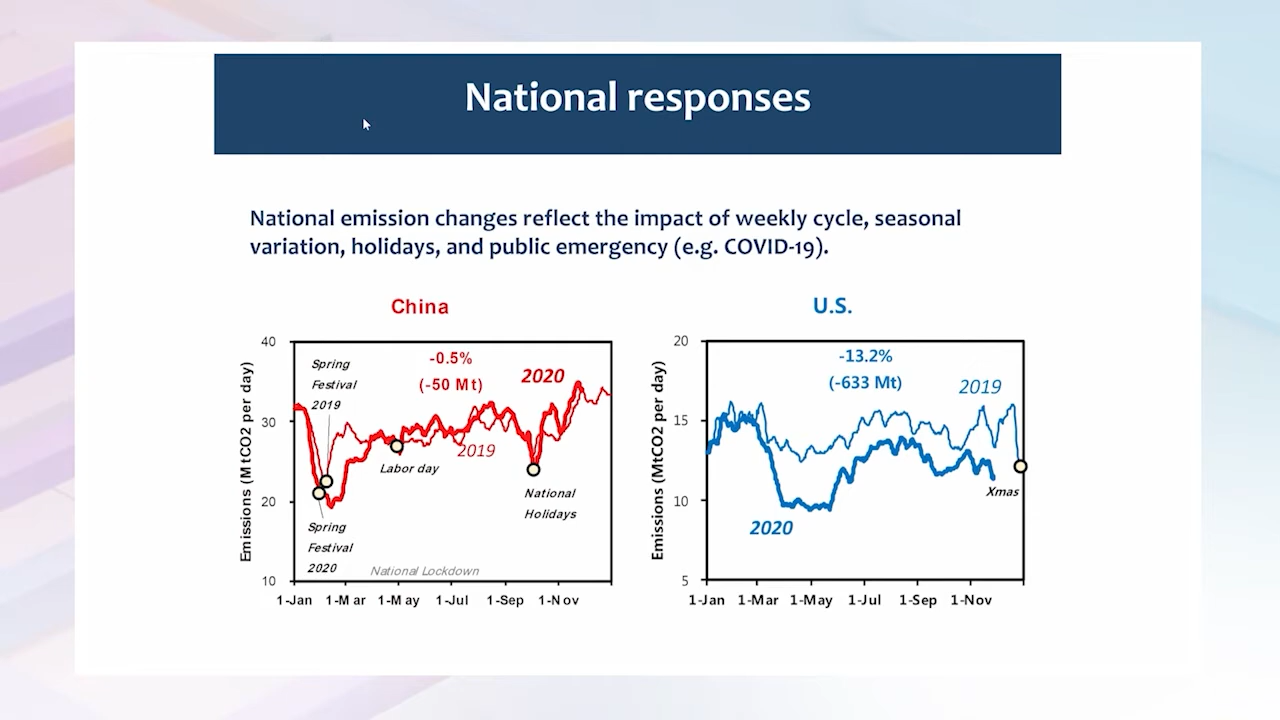 National responses
National emission changes reflect the impact of weekly cycle, seasonal
variation, holidays, and public emergency (e.g. COVID-19).
China
Emissions (MtCO2 per day)
40
30
20
10
Spring
Festival
2019
-0.5%
(-50 Mt)
2020
2019
Labor day
National
Holidays
Spring
Festival
2020
National Lockdown
1-Jan 1-Mar 1-May 1-Jul 1-Sep 1-Nov
U.S.
Emissions (MtCO2 per day)
20
15
10
5
-13.2%
(-633 Mt)
2019
Xmas
2020
1-Jan 1-Mar 1-May 1-Jul 1-Sep 1-Nov